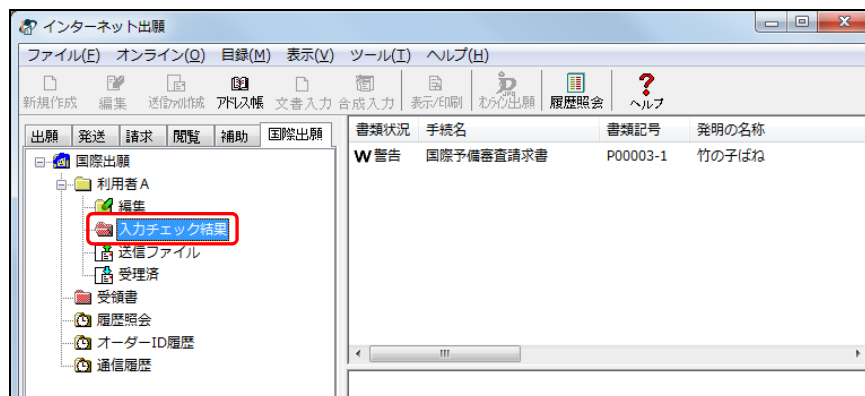 インターネット出願
ファイル(F) オンライン(O) 目録(M) 表示(V) ツール(T) ヘルプ(H)
新規作成 編集 送信ファイル作成 アドレス帳 文書入力 合成入力 表示/印刷 オンライン出願 履歴照会 ヘルプ
出願 発送 請求 閲覧 補助 国際出願
書類状況 手続名 書類記号 発明の名称
W 警告 国際予備審査請求書 P00003-1 竹の子ばね
国際出願
利用者A
編集
入力チェック結果
送信ファイル
受理済
受領書
履歴照会
オーダーID履歴
通信履歴